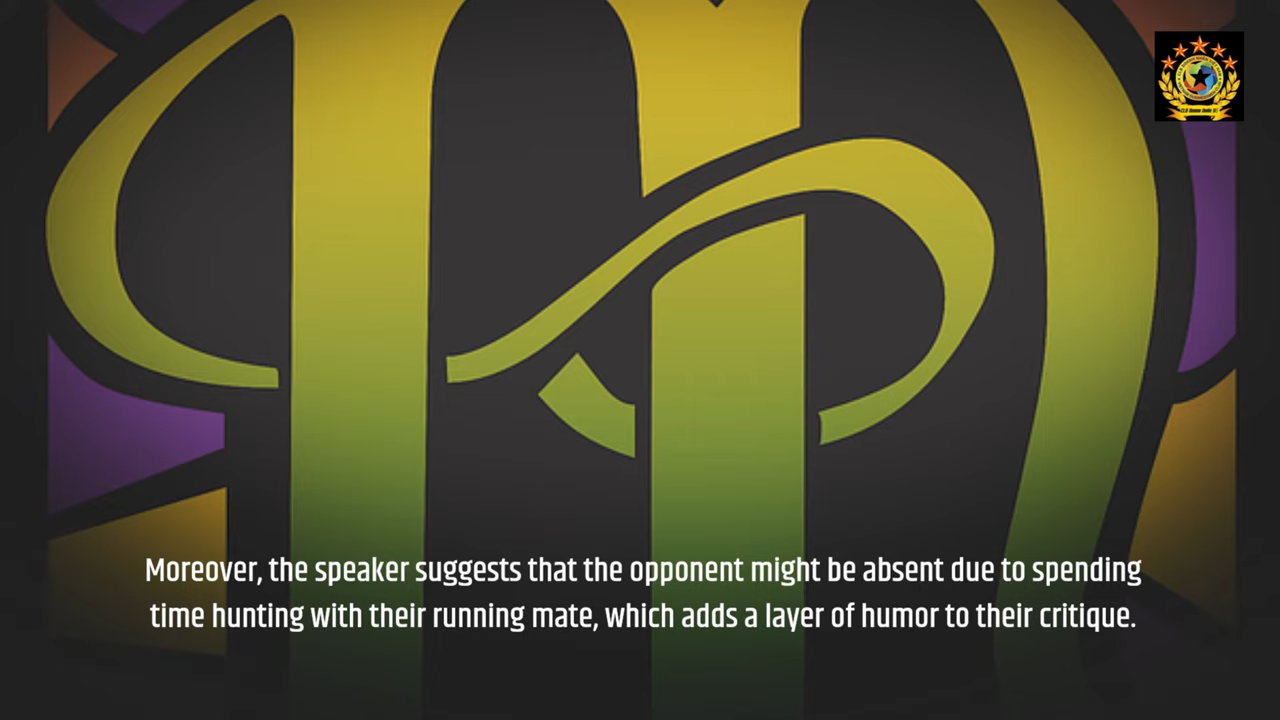 Moreover, the speaker suggests that the opponent might be absent due to spending
time hunting with their running mate, which adds a layer of humor to their critique.